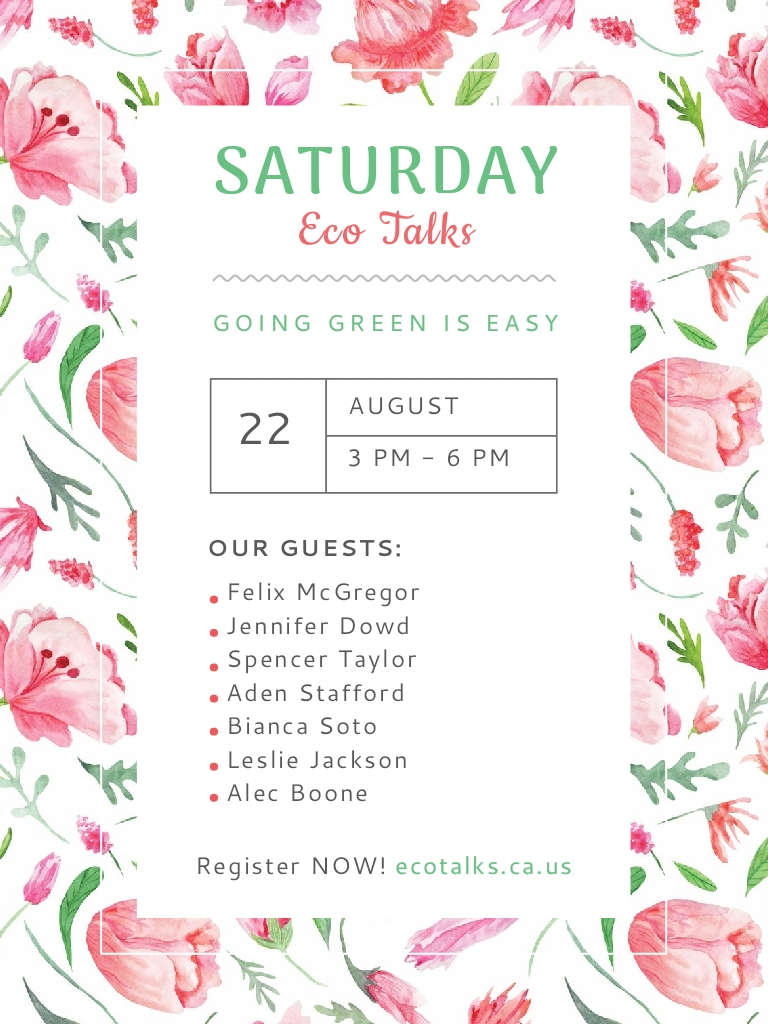 SATURDAY
Eco Talks
GOING GREEN IS EASY
22
AUGUST
3 PM – 6 PM
OUR GUESTS:
• Felix McGregor
• Jennifer Dowd
• Spencer Taylor
• Aden Stafford
• Bianca Soto
• Leslie Jackson
• Alec Boone
Register NOW! ecotalks.ca.us